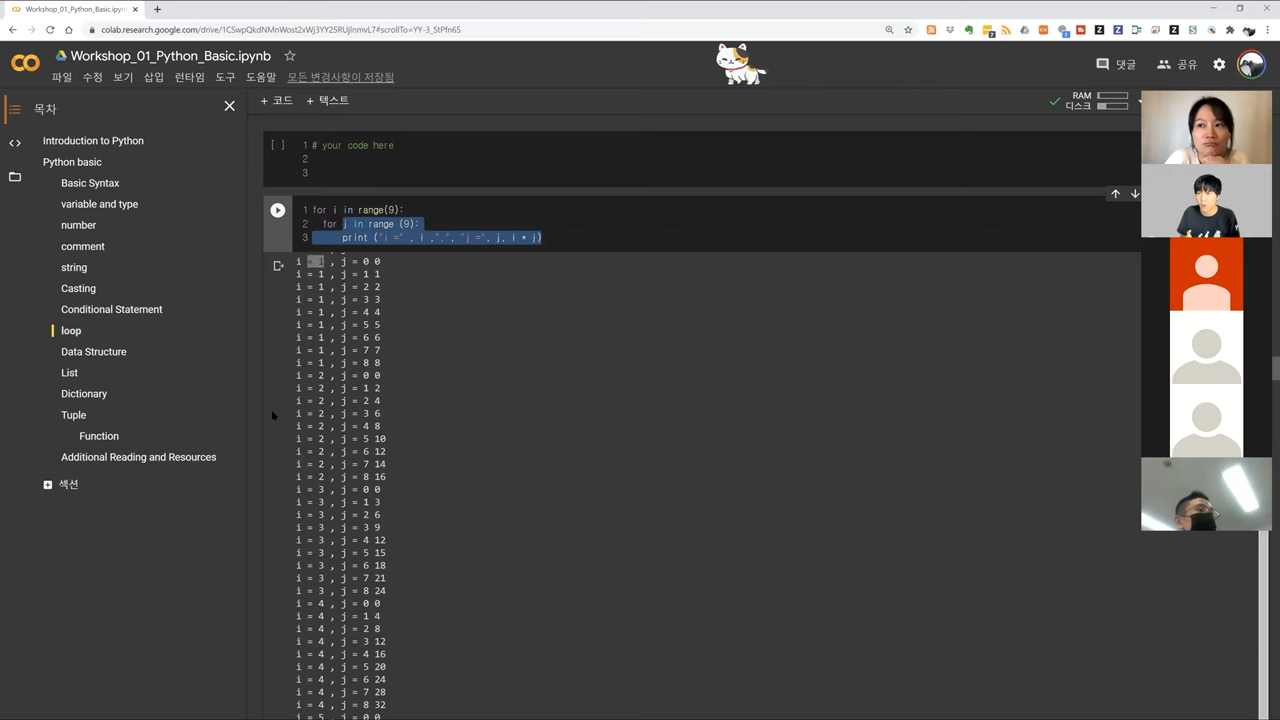 Workshop_01_Python_Basic.ipynb
colab.research.google.com/drive/1CSwpQkdNMnWost2xWj3YY25RUjlnmvL7#scrollTo=YY-3_StPfn65
Workshop_01_Python_Basic.ipynb
파일 수정 보기 삽입 런타임 도구 도움말 모든 변경사항이 저장됨
댓글 공유
목차
+ 코드 + 텍스트
RAM
디스크
Introduction to Python
Python basic
Basic Syntax
variable and type
number
comment
string
Casting
Conditional Statement
loop
Data Structure
List
Dictionary
Tuple
Function
Additional Reading and Resources
섹션
[ ] 1 # your code here
2
3
1 for i in range(9):
2 for j in range (9):
3 print ("i =" , i ,",", "j =", j, i * j)
i = 1 , j = 0 0
i = 1 , j = 1 1
i = 1 , j = 2 2
i = 1 , j = 3 3
i = 1 , j = 4 4
i = 1 , j = 5 5
i = 1 , j = 6 6
i = 1 , j = 7 7
i = 1 , j = 8 8
i = 2 , j = 0 0
i = 2 , j = 1 2
i = 2 , j = 2 4
i = 2 , j = 3 6
i = 2 , j = 4 8
i = 2 , j = 5 10
i = 2 , j = 6 12
i = 2 , j = 7 14
i = 2 , j = 8 16
i = 3 , j = 0 0
i = 3 , j = 1 3
i = 3 , j = 2 6
i = 3 , j = 3 9
i = 3 , j = 4 12
i = 3 , j = 5 15
i = 3 , j = 6 18
i = 3 , j = 7 21
i = 3 , j = 8 24
i = 4 , j = 0 0
i = 4 , j = 1 4
i = 4 , j = 2 8
i = 4 , j = 3 12
i = 4 , j = 4 16
i = 4 , j = 5 20
i = 4 , j = 6 24
i = 4 , j = 7 28
i = 4 , j = 8 32
i = 5 , j = 0 0